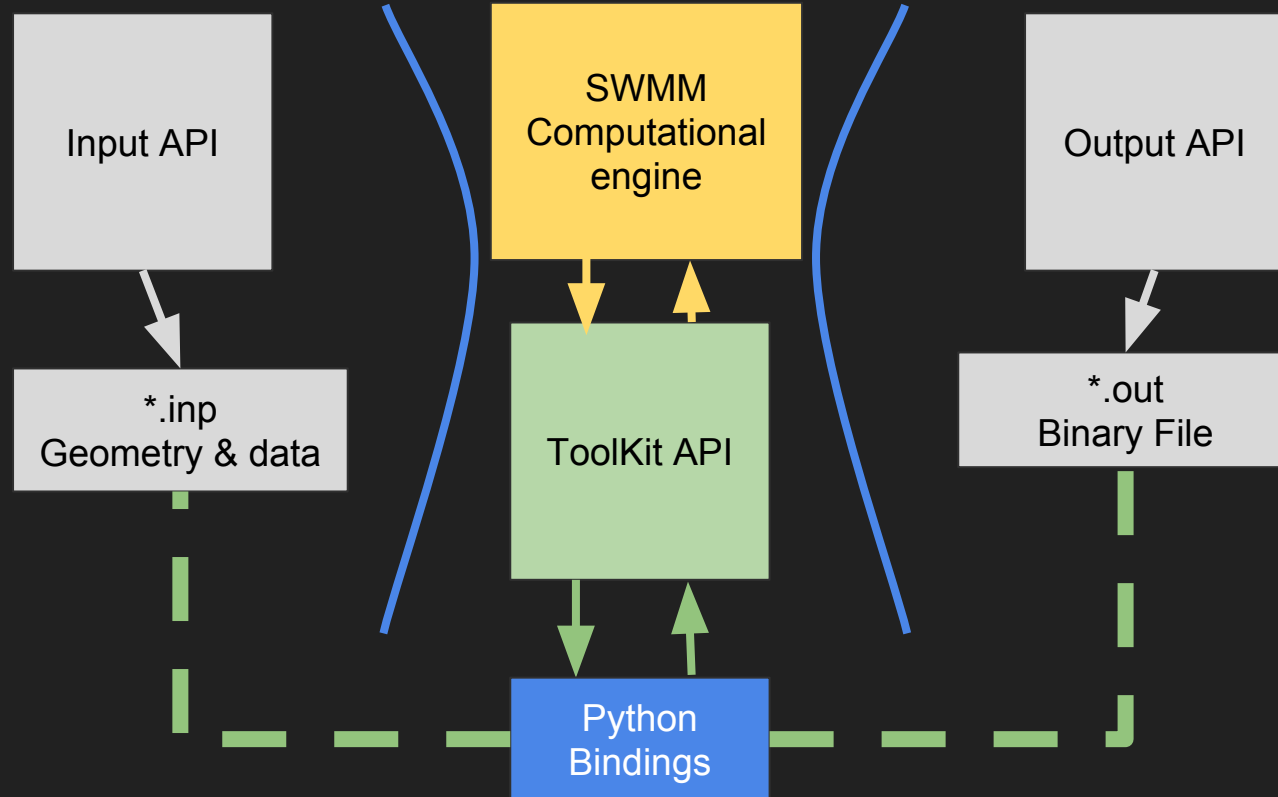 Input API
SWMM
Computational
engine
Output API
*.inp
Geometry & data
ToolKit API
*.out
Binary File
Python
Bindings